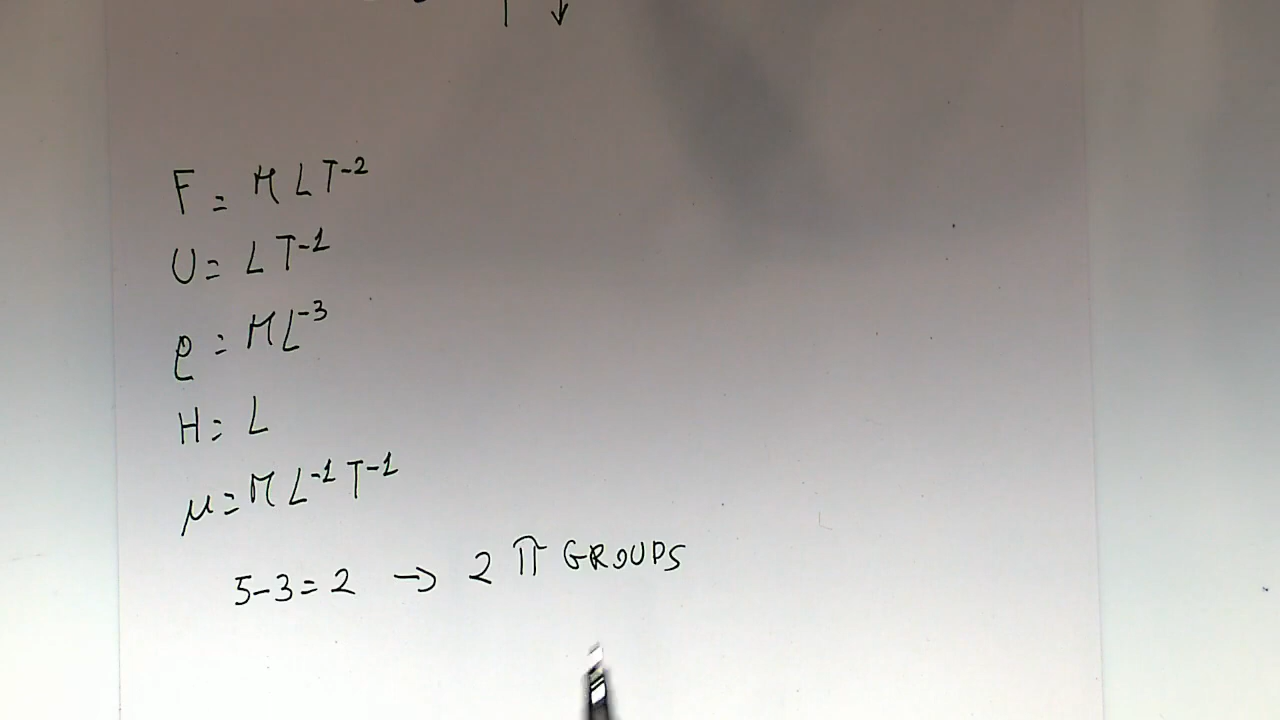 F = M L T⁻²
U = L T⁻¹
ρ = M L⁻³
H = L
μ = M L⁻¹ T⁻¹
5-3=2 → 2 π GROUPS